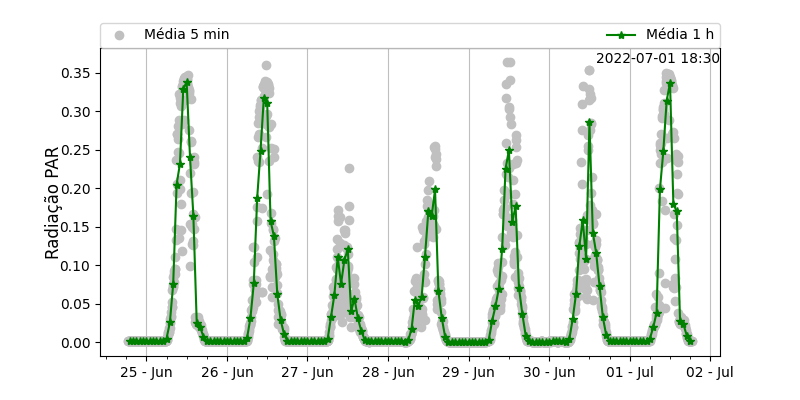 Média 5 min
Média 1 h
2022-07-01 18:30
Radiação PAR
0.35
0.30
0.25
0.20
0.15
0.10
0.05
0.00
25 - Jun
26 - Jun
27 - Jun
28 - Jun
29 - Jun
30 - Jun
01 - Jul
02 - Jul